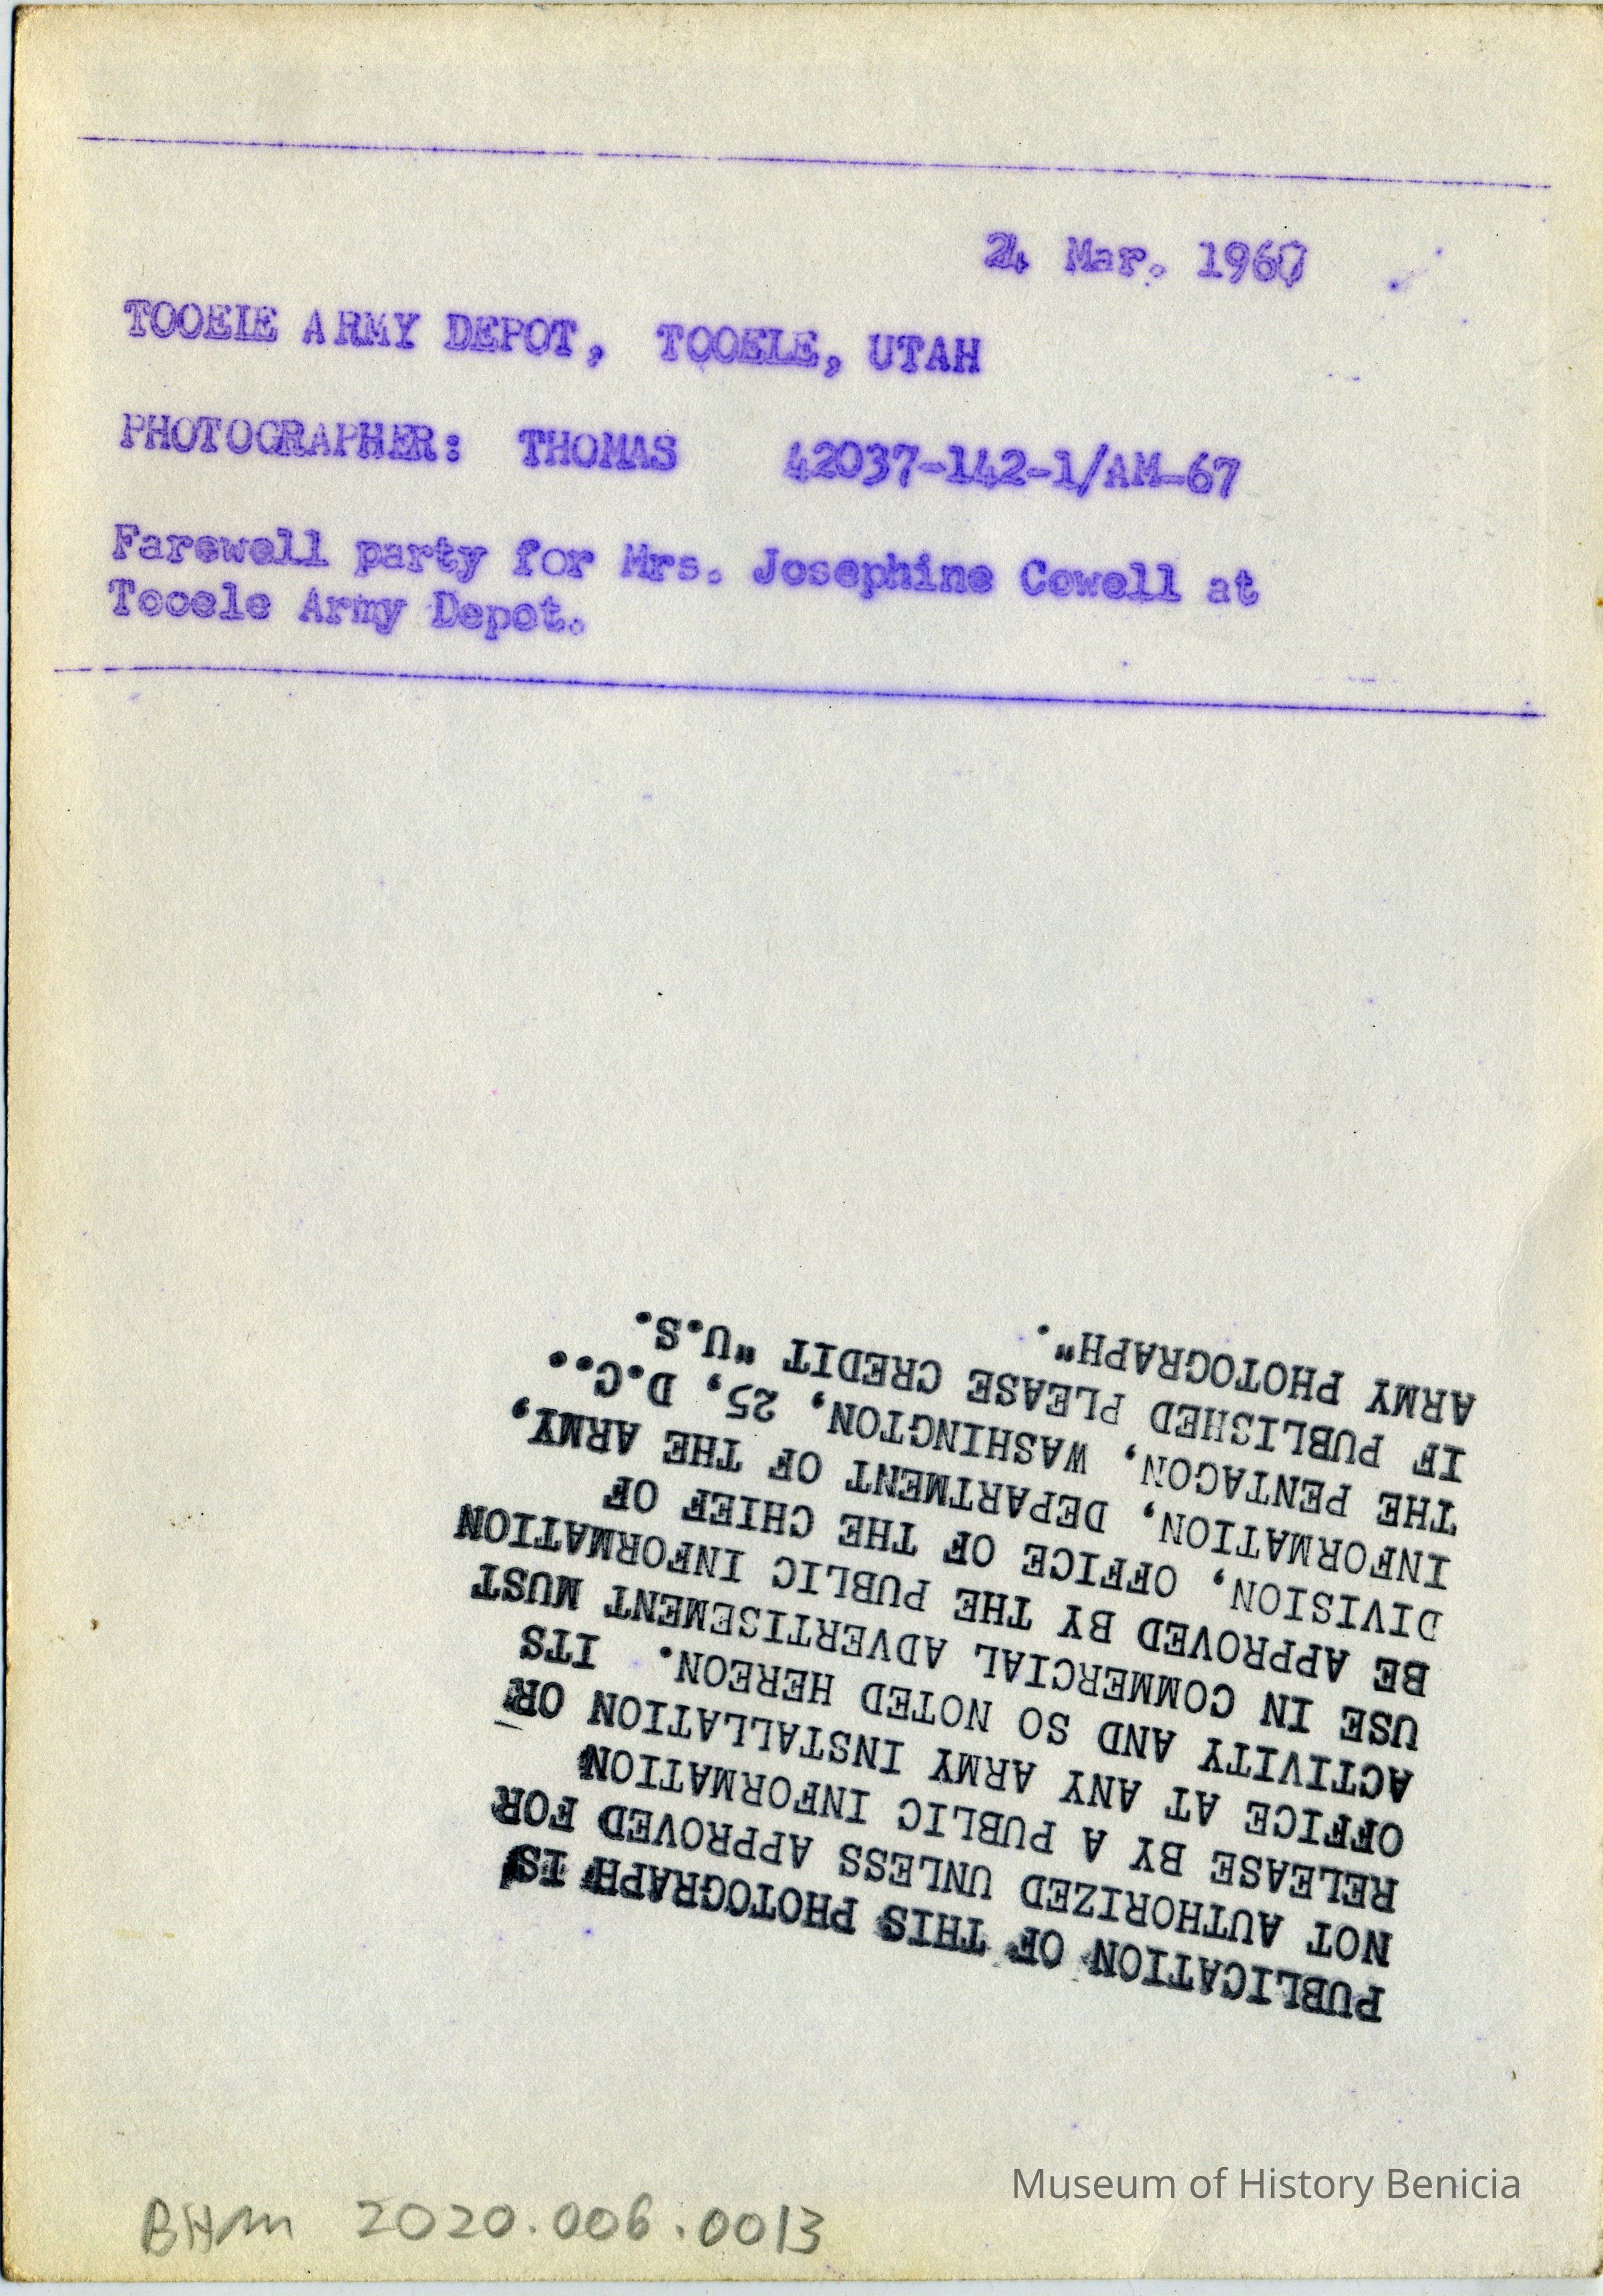 24 Mar. 1967
TOOELE ARMY DEPOT, TOOELE, UTAH
PHOTOGRAPHER: THOMAS 42037-142-1/AM-67
Farewell party for Mrs. Josephine Cowell at
Tooele Army Depot.
PUBLICATION OF THIS PHOTOGRAPH IS
NOT AUTHORIZED UNLESS APPROVED FOR
RELEASE BY A PUBLIC INFORMATION
OFFICE AT ANY ARMY INSTALLATION OR
ACTIVITY AND SO NOTED HEREON. ITS
USE IN COMMERCIAL ADVERTISEMENT MUST
BE APPROVED BY THE PUBLIC INFORMATION
DIVISION, OFFICE OF THE CHIEF OF
INFORMATION, DEPARTMENT OF THE ARMY,
THE PENTAGON, WASHINGTON, 25, D.C..
IF PUBLISHED PLEASE CREDIT "U.S.
ARMY PHOTOGRAPH".
Museum of History Benicia
BHM 2020.006.0013